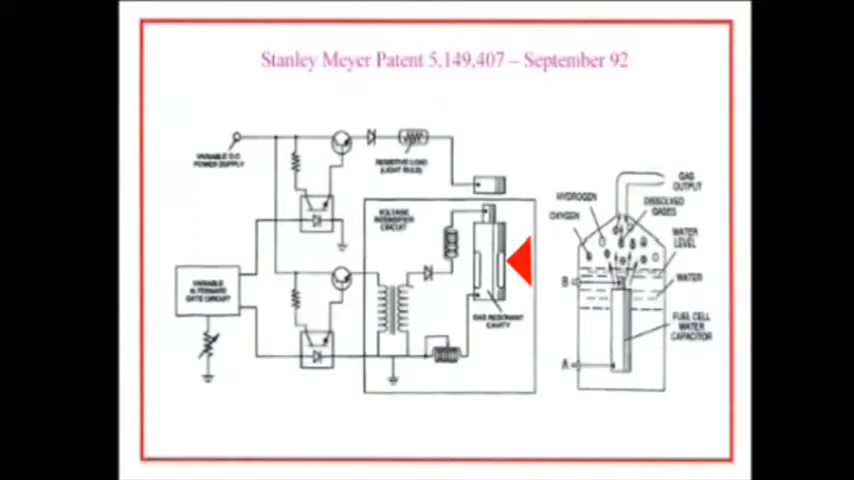 Stanley Meyer Patent 5,149,407 – September 92
VARIABLE D.C.
POWER SUPPLY
RESISTIVE LOAD
(LIGHT BULB)
VOLTAGE
INTENSIFIER
CIRCUIT
VARIABLE
ALTERNATE
GATE CIRCUIT
GAS RESONANT
CAVITY
GAS
OUTPUT
HYDROGEN
DISSOLVED
GASES
OXYGEN
WATER
LEVEL
B
WATER
FUEL CELL
WATER
CAPACITOR
A